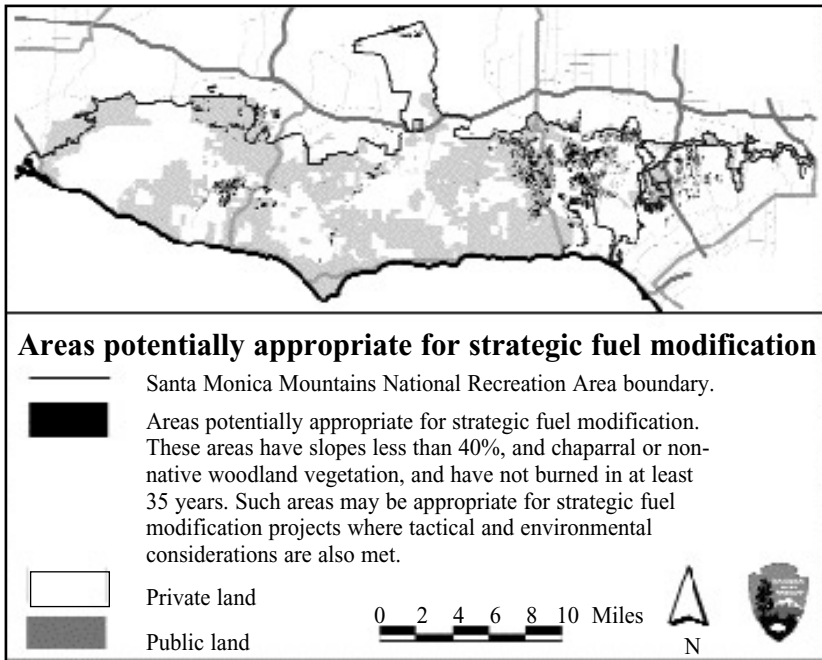 Areas potentially appropriate for strategic fuel modification
Santa Monica Mountains National Recreation Area boundary.
Areas potentially appropriate for strategic fuel modification.
These areas have slopes less than 40%, and chaparral or non-
native woodland vegetation, and have not burned in at least
35 years. Such areas may be appropriate for strategic fuel
modification projects where tactical and environmental
considerations are also met.
Private land
Public land
0 2 4 6 8 10 Miles
N